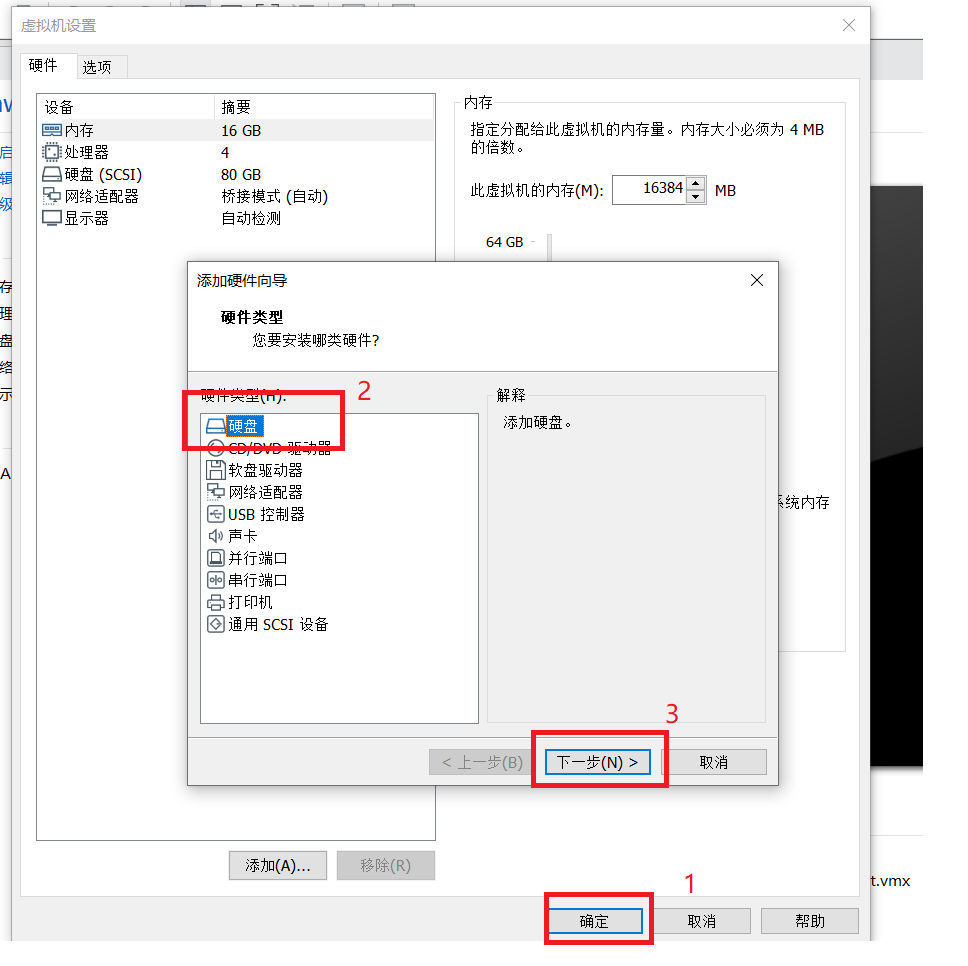 虚拟机设置
硬件 选项
设备 摘要
内存 16 GB
处理器 4
硬盘 (SCSI) 80 GB
网络适配器 桥接模式 (自动)
显示器 自动检测
内存
指定分配给此虚拟机的内存量。内存大小必须为 4 MB
的倍数。
此虚拟机的内存(M): 16384 MB
64 GB
添加硬件向导
硬件类型
您要安装哪类硬件?
硬件类型(H):
2
硬盘
CD/DVD 驱动器
软盘驱动器
网络适配器
USB 控制器
声卡
并行端口
串行端口
打印机
通用 SCSI 设备
解释
添加硬盘。
系统内存
3
< 上一步(B) 下一步(N) > 取消
添加(A)... 移除(R)
1
确定 取消 帮助
t.vmx
启
辑
级
存
理
盘
络
示
A